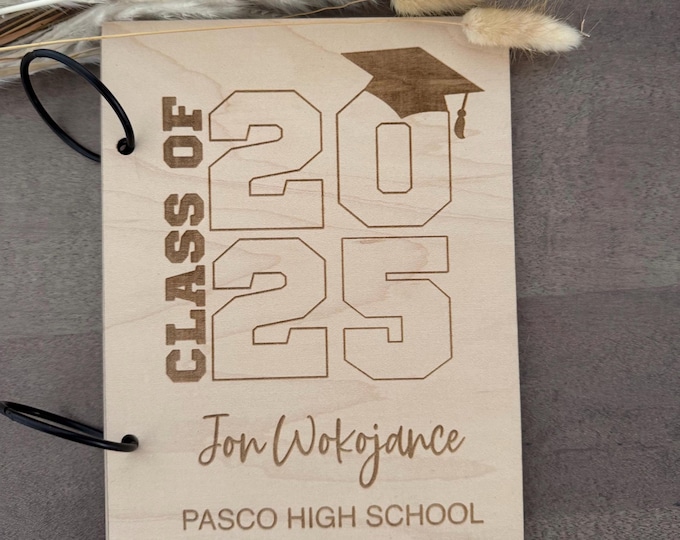 CLASS OF
20
25
Jon Wokojance
PASCO HIGH SCHOOL